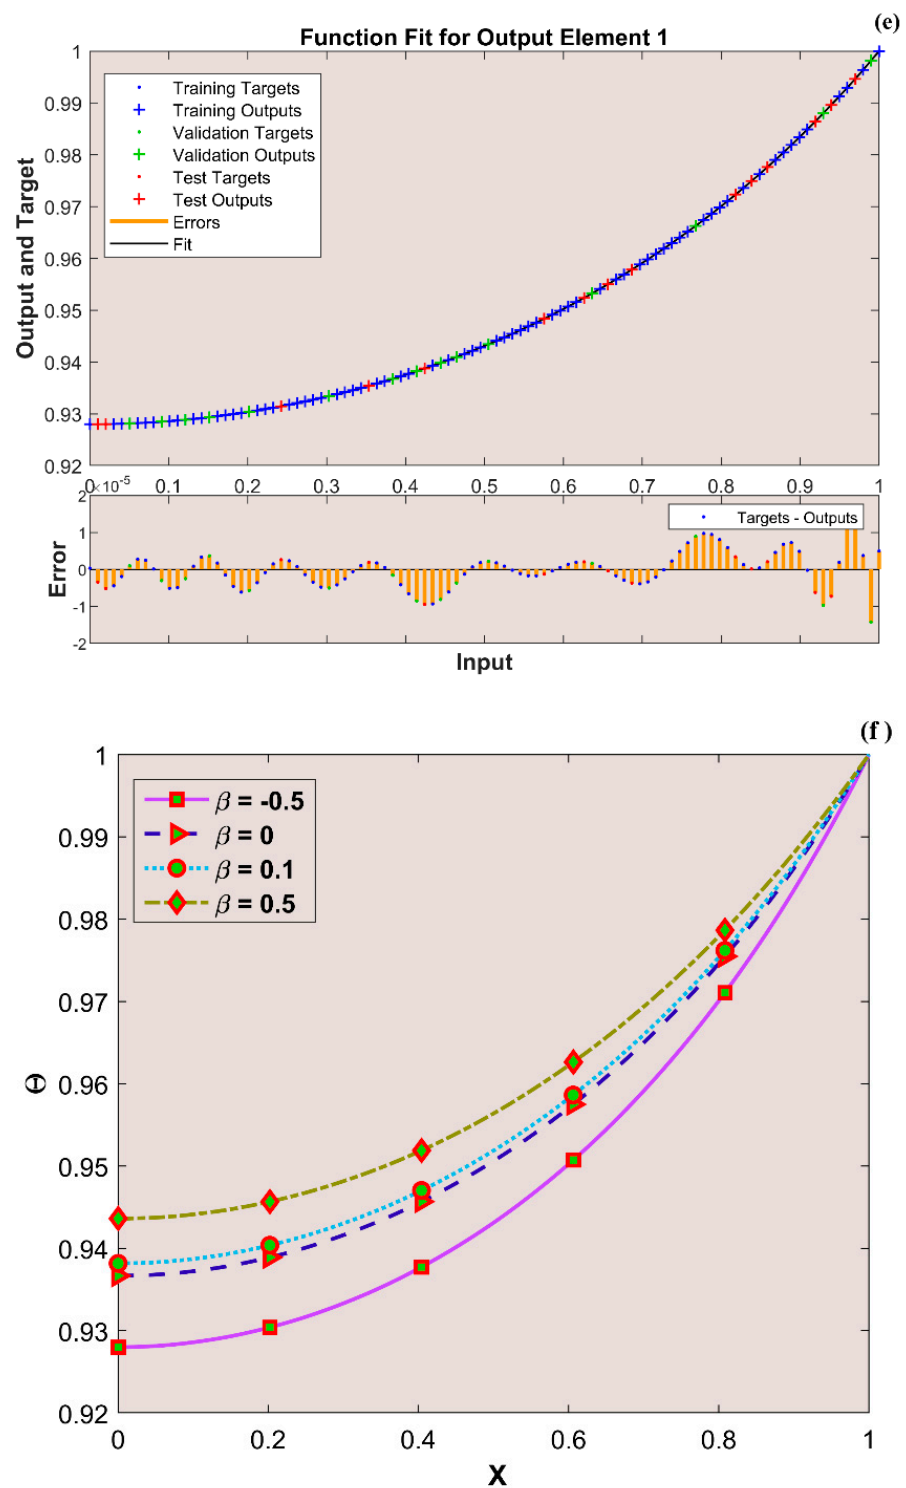 (e)
Function Fit for Output Element 1
Training Targets
Training Outputs
Validation Targets
Validation Outputs
Test Targets
Test Outputs
Errors
Fit
Output and Target
1
0.99
0.98
0.97
0.96
0.95
0.94
0.93
0.92
0 0.1 0.2 0.3 0.4 0.5 0.6 0.7 0.8 0.9 1
×10⁻⁵
Targets - Outputs
Error
2
1
0
-1
-2
Input
(f )
β = -0.5
β = 0
β = 0.1
β = 0.5
Θ
1
0.99
0.98
0.97
0.96
0.95
0.94
0.93
0.92
0 0.2 0.4 0.6 0.8 1
X